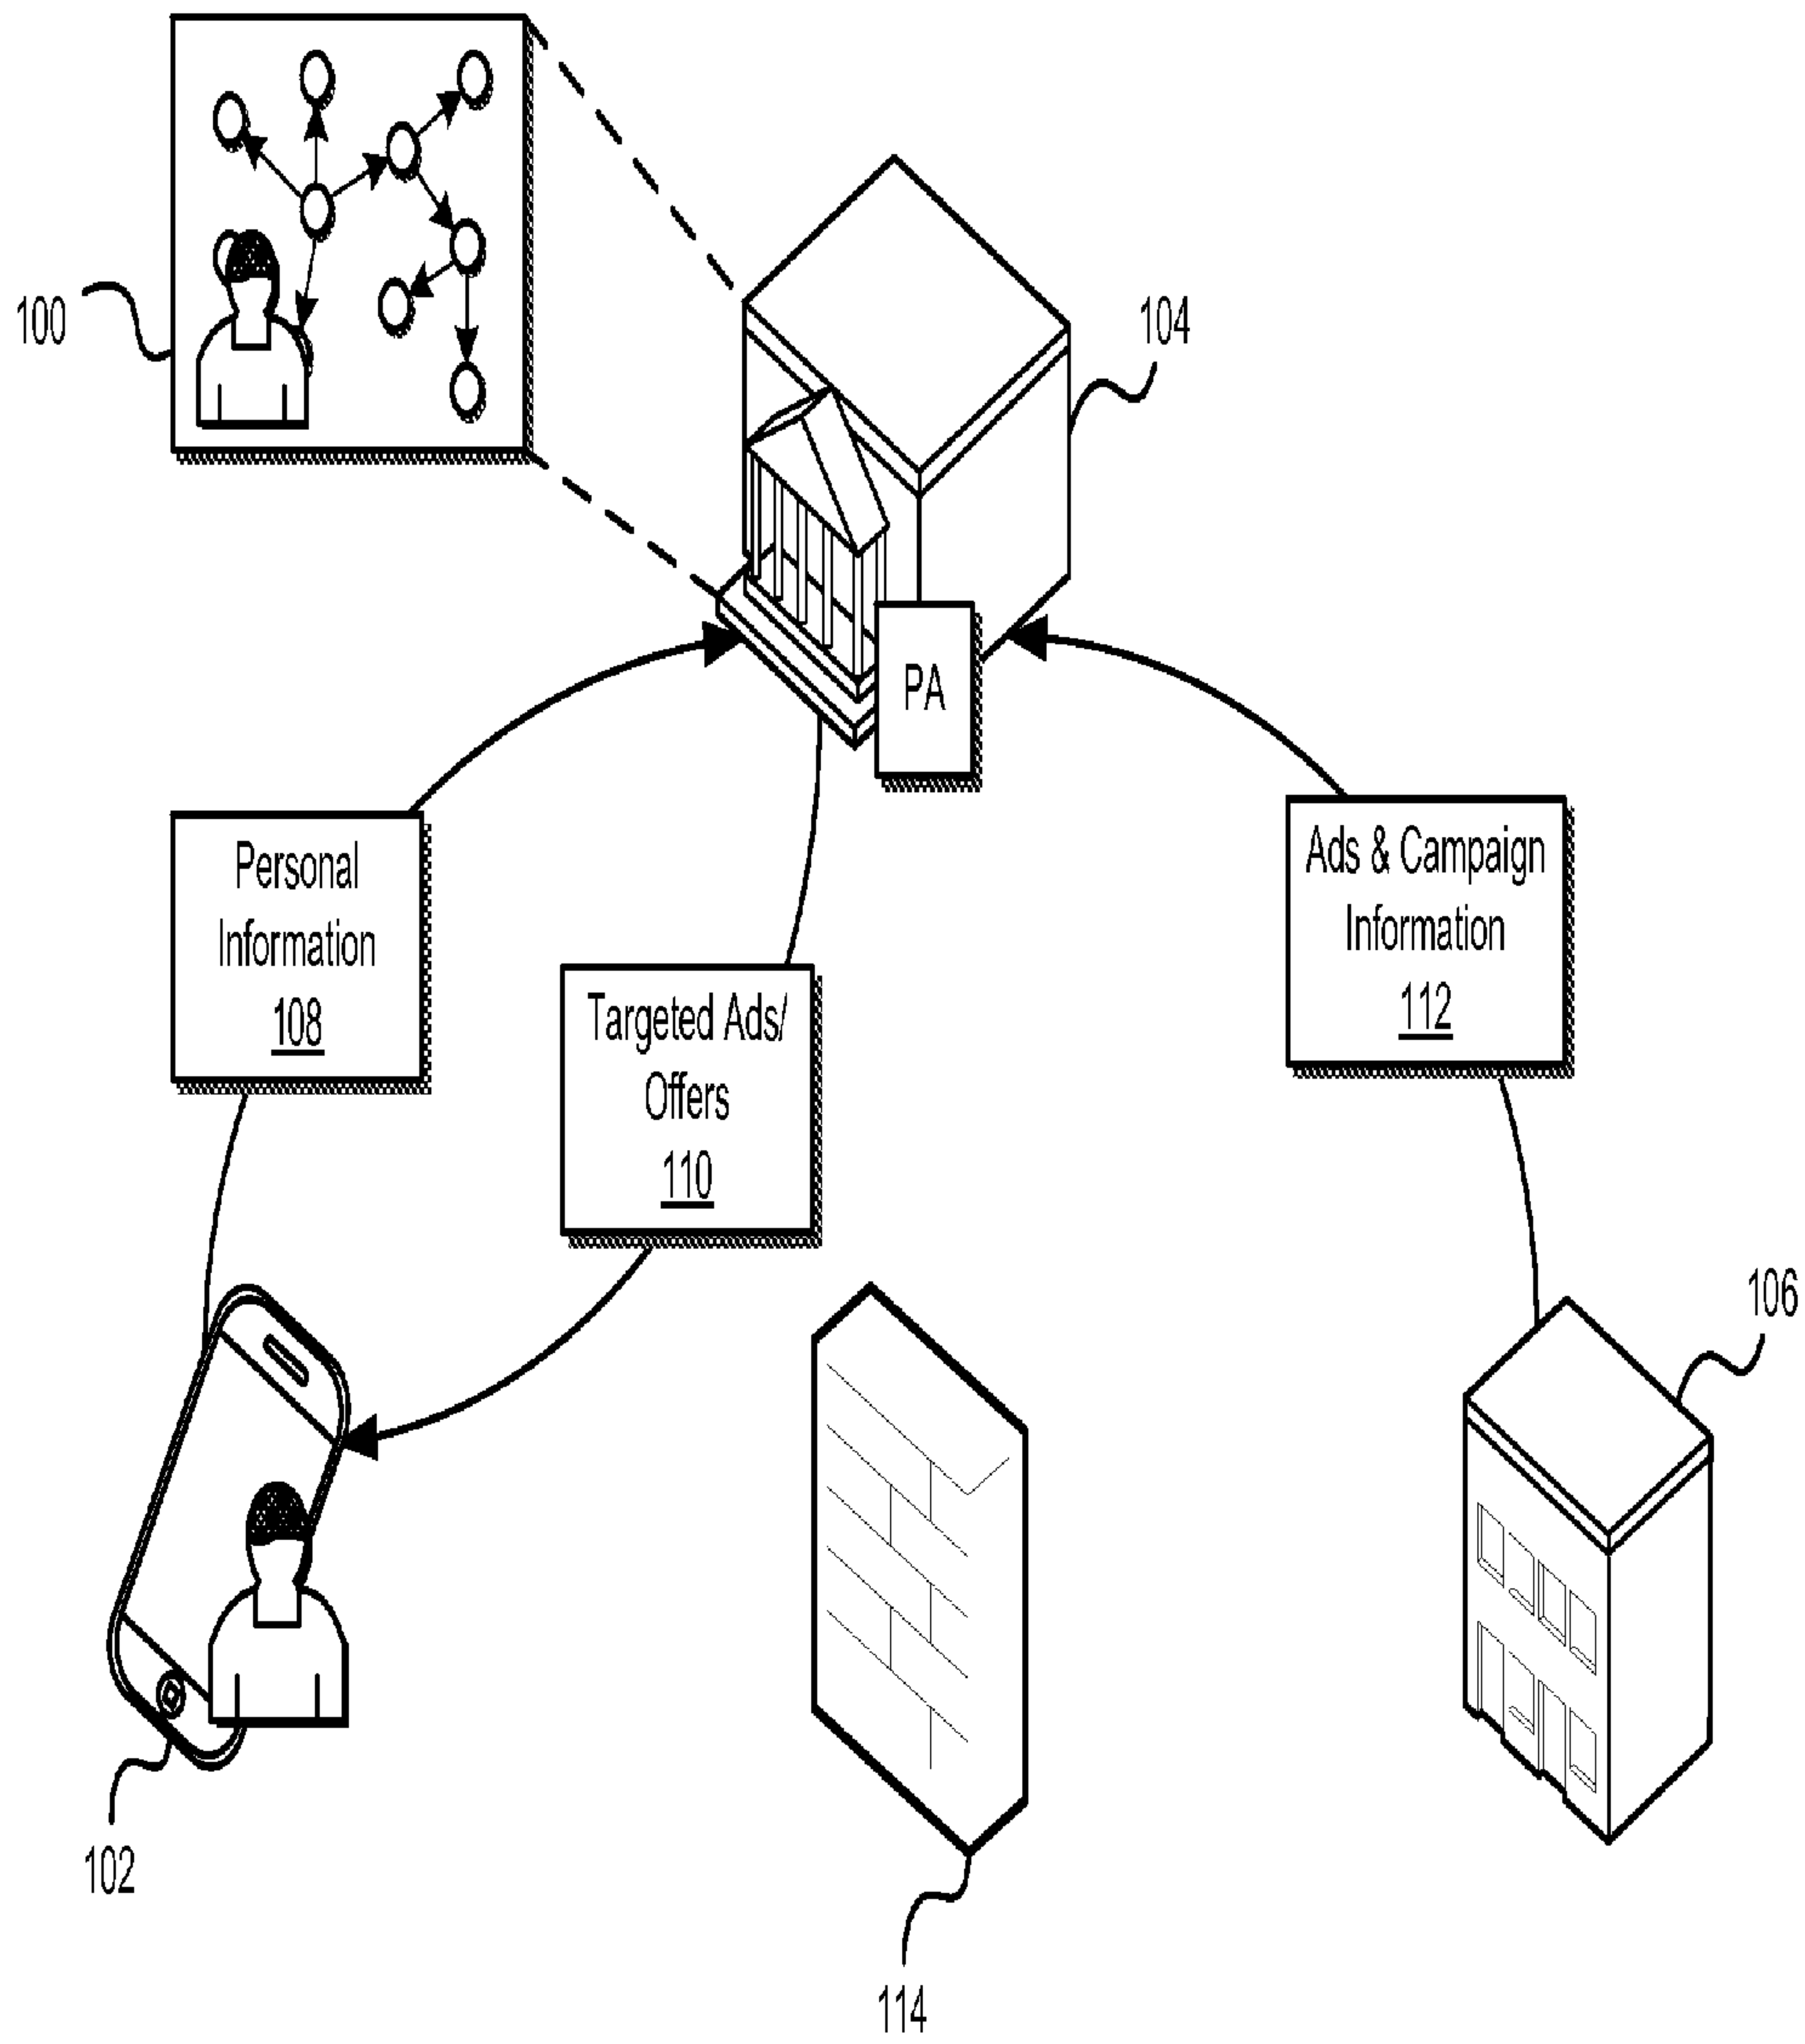 100
104
PA
Personal
Information
108
Ads & Campaign
Information
112
Targeted Ads/
Offers
110
106
102
114